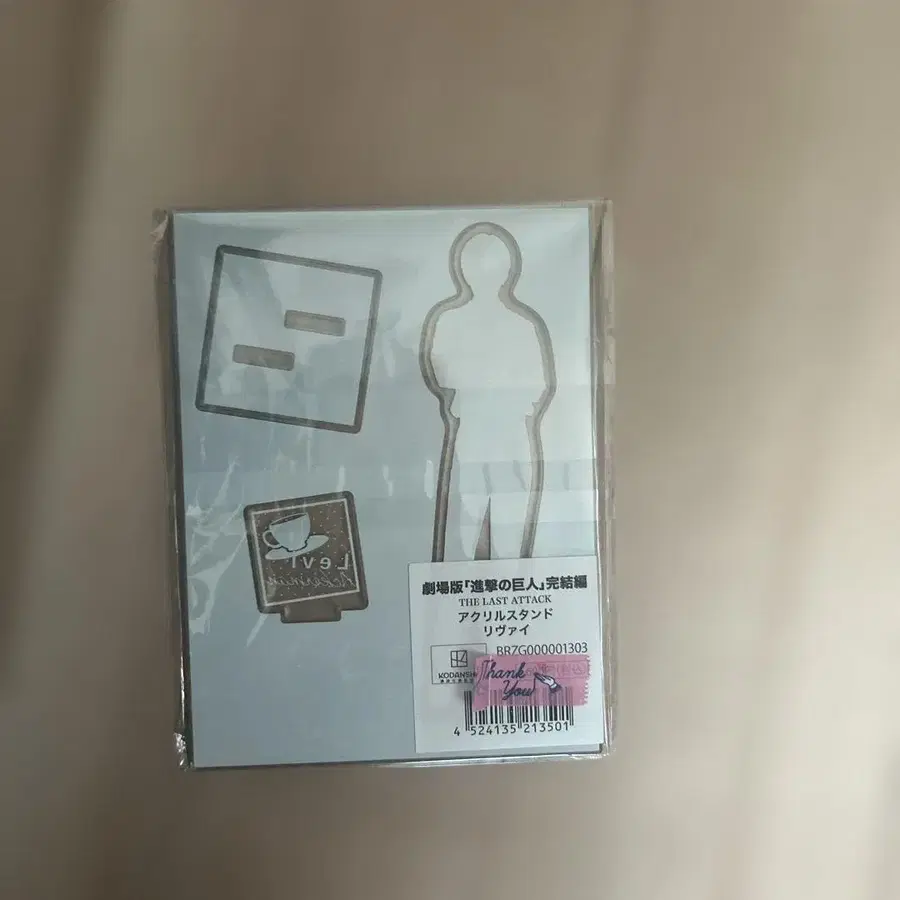 Levi
Ackerman
劇場版「進撃の巨人」完結編
THE LAST ATTACK
アクリルスタンド
リヴァイ
BRZG000001303
KODANSHA
Thank
You
4 524135 213501